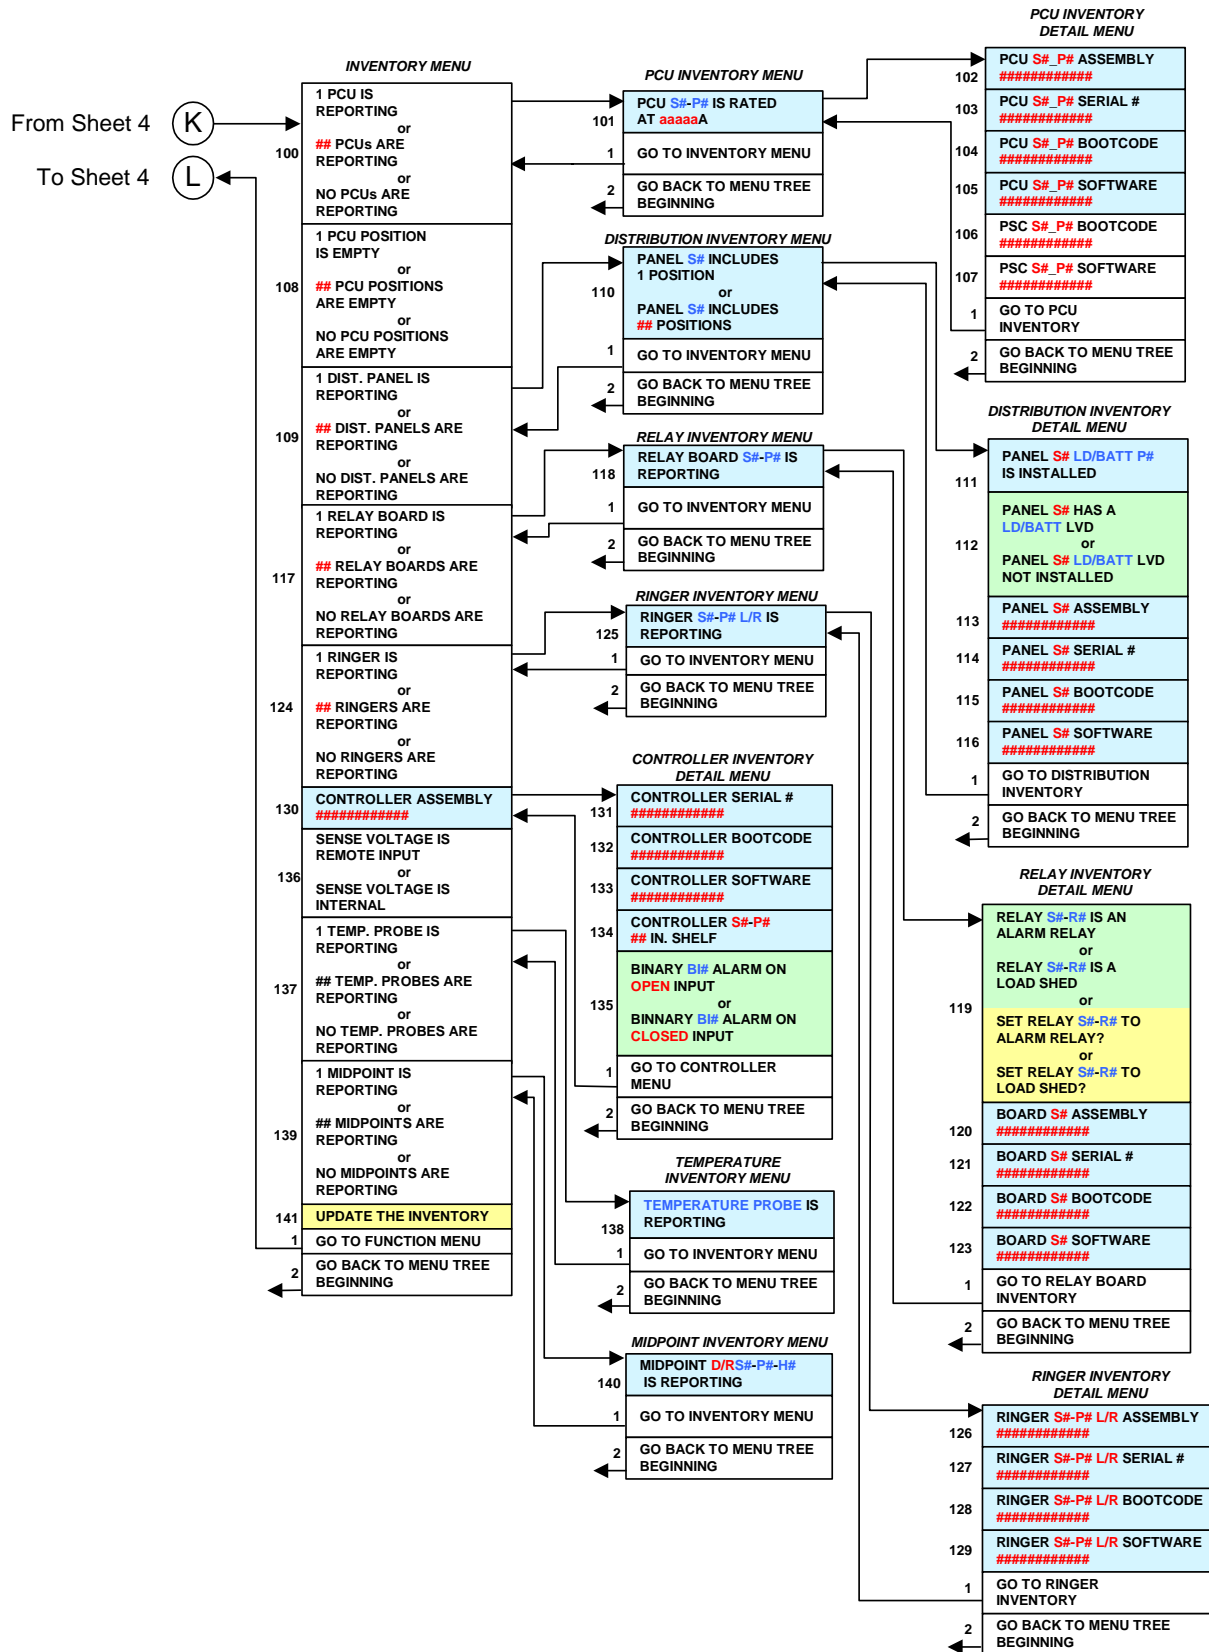 From Sheet 4
K
To Sheet 4
L
INVENTORY MENU
100
1 PCU IS
REPORTING
or
## PCUs ARE
REPORTING
or
NO PCUs ARE
REPORTING
108
1 PCU POSITION
IS EMPTY
or
## PCU POSITIONS
ARE EMPTY
or
NO PCU POSITIONS
ARE EMPTY
109
1 DIST. PANEL IS
REPORTING
or
## DIST. PANELS ARE
REPORTING
or
NO DIST. PANELS ARE
REPORTING
117
1 RELAY BOARD IS
REPORTING
or
## RELAY BOARDS ARE
REPORTING
or
NO RELAY BOARDS ARE
REPORTING
124
1 RINGER IS
REPORTING
or
## RINGERS ARE
REPORTING
or
NO RINGERS ARE
REPORTING
130
CONTROLLER ASSEMBLY
############
136
SENSE VOLTAGE IS
REMOTE INPUT
or
SENSE VOLTAGE IS
INTERNAL
137
1 TEMP. PROBE IS
REPORTING
or
## TEMP. PROBES ARE
REPORTING
or
NO TEMP. PROBES ARE
REPORTING
139
1 MIDPOINT IS
REPORTING
or
## MIDPOINTS ARE
REPORTING
or
NO MIDPOINTS ARE
REPORTING
141
UPDATE THE INVENTORY
1
GO TO FUNCTION MENU
2
GO BACK TO MENU TREE
BEGINNING
PCU INVENTORY MENU
101
PCU S#-P# IS RATED
AT aaaaaA
1
GO TO INVENTORY MENU
2
GO BACK TO MENU TREE
BEGINNING
DISTRIBUTION INVENTORY MENU
110
PANEL S# INCLUDES
1 POSITION
or
PANEL S# INCLUDES
## POSITIONS
1
GO TO INVENTORY MENU
2
GO BACK TO MENU TREE
BEGINNING
RELAY INVENTORY MENU
118
RELAY BOARD S#-P# IS
REPORTING
1
GO TO INVENTORY MENU
2
GO BACK TO MENU TREE
BEGINNING
RINGER INVENTORY MENU
125
RINGER S#-P# L/R IS
REPORTING
1
GO TO INVENTORY MENU
2
GO BACK TO MENU TREE
BEGINNING
CONTROLLER INVENTORY
DETAIL MENU
131
CONTROLLER SERIAL #
############
132
CONTROLLER BOOTCODE
############
133
CONTROLLER SOFTWARE
############
134
CONTROLLER S#-P#
## IN. SHELF
135
BINARY BI# ALARM ON
OPEN INPUT
or
BINNARY BI# ALARM ON
CLOSED INPUT
1
GO TO CONTROLLER
MENU
2
GO BACK TO MENU TREE
BEGINNING
TEMPERATURE
INVENTORY MENU
138
TEMPERATURE PROBE IS
REPORTING
1
GO TO INVENTORY MENU
2
GO BACK TO MENU TREE
BEGINNING
MIDPOINT INVENTORY MENU
140
MIDPOINT D/RS#-P#-H#
IS REPORTING
1
GO TO INVENTORY MENU
2
GO BACK TO MENU TREE
BEGINNING
PCU INVENTORY
DETAIL MENU
102
PCU S#_P# ASSEMBLY
############
103
PCU S#_P# SERIAL #
############
104
PCU S#_P# BOOTCODE
############
105
PCU S#_P# SOFTWARE
############
106
PSC S#_P# BOOTCODE
############
107
PSC S#_P# SOFTWARE
############
1
GO TO PCU
INVENTORY
2
GO BACK TO MENU TREE
BEGINNING
DISTRIBUTION INVENTORY
DETAIL MENU
111
PANEL S# LD/BATT P#
IS INSTALLED
112
PANEL S# HAS A
LD/BATT LVD
or
PANEL S# LD/BATT LVD
NOT INSTALLED
113
PANEL S# ASSEMBLY
############
114
PANEL S# SERIAL #
############
115
PANEL S# BOOTCODE
############
116
PANEL S# SOFTWARE
############
1
GO TO DISTRIBUTION
INVENTORY
2
GO BACK TO MENU TREE
BEGINNING
RELAY INVENTORY
DETAIL MENU
119
RELAY S#-R# IS AN
ALARM RELAY
or
RELAY S#-R# IS A
LOAD SHED
or
SET RELAY S#-R# TO
ALARM RELAY?
or
SET RELAY S#-R# TO
LOAD SHED?
120
BOARD S# ASSEMBLY
############
121
BOARD S# SERIAL #
############
122
BOARD S# BOOTCODE
############
123
BOARD S# SOFTWARE
############
1
GO TO RELAY BOARD
INVENTORY
2
GO BACK TO MENU TREE
BEGINNING
RINGER INVENTORY
DETAIL MENU
126
RINGER S#-P# L/R ASSEMBLY
############
127
RINGER S#-P# L/R SERIAL #
############
128
RINGER S#-P# L/R BOOTCODE
############
129
RINGER S#-P# L/R SOFTWARE
############
1
GO TO RINGER
INVENTORY
2
GO BACK TO MENU TREE
BEGINNING